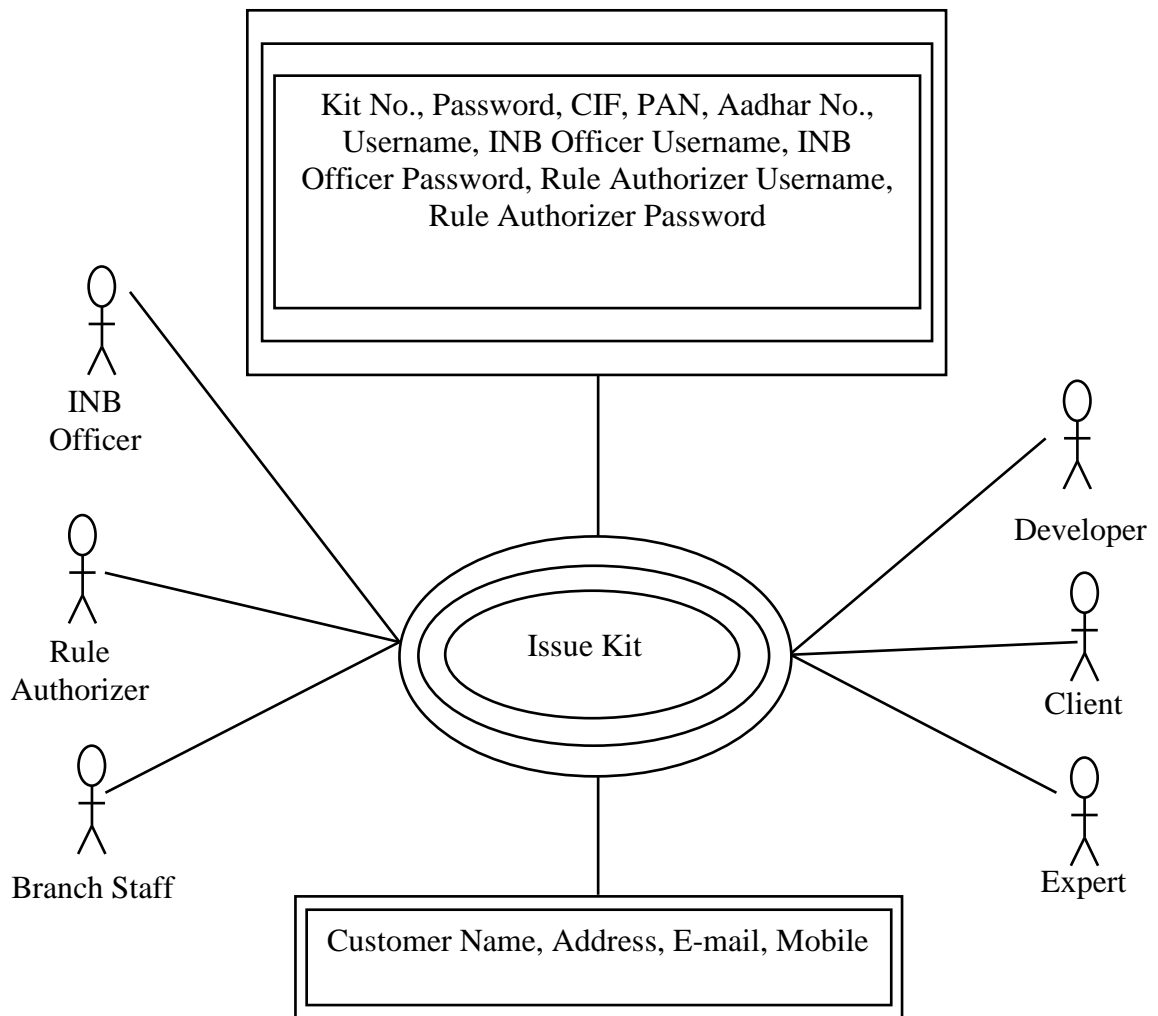 Kit No., Password, CIF, PAN, Aadhar No.,
Username, INB Officer Username, INB
Officer Password, Rule Authorizer Username,
Rule Authorizer Password
INB
Officer
Developer
Rule
Authorizer
Issue Kit
Client
Branch Staff
Expert
Customer Name, Address, E-mail, Mobile